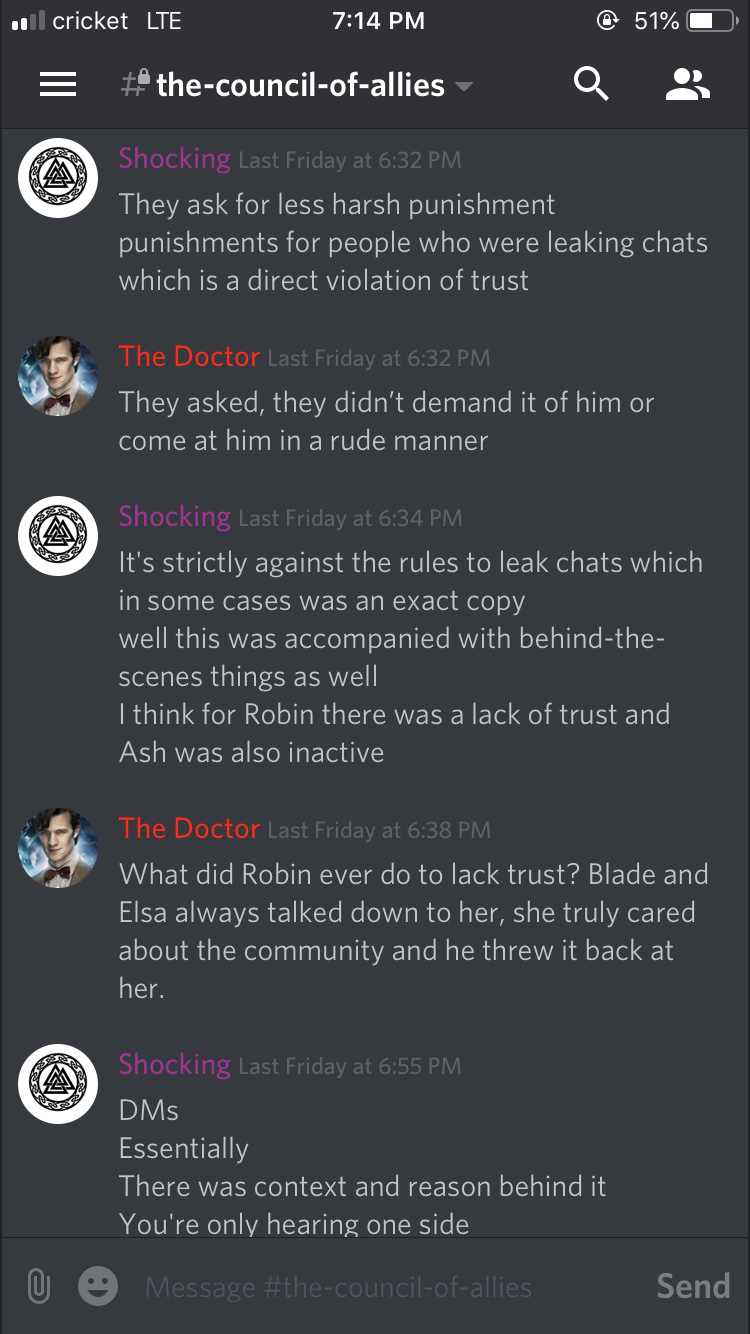 cricket LTE 7:14 PM 51%
#the-council-of-allies
Shocking Last Friday at 6:32 PM
They ask for less harsh punishment
punishments for people who were leaking chats
which is a direct violation of trust
The Doctor Last Friday at 6:32 PM
They asked, they didn’t demand it of him or
come at him in a rude manner
Shocking Last Friday at 6:34 PM
It's strictly against the rules to leak chats which
in some cases was an exact copy
well this was accompanied with behind-the-
scenes things as well
I think for Robin there was a lack of trust and
Ash was also inactive
The Doctor Last Friday at 6:38 PM
What did Robin ever do to lack trust? Blade and
Elsa always talked down to her, she truly cared
about the community and he threw it back at
her.
Shocking Last Friday at 6:55 PM
DMs
Essentially
There was context and reason behind it
You're only hearing one side
Message #the-council-of-allies Send